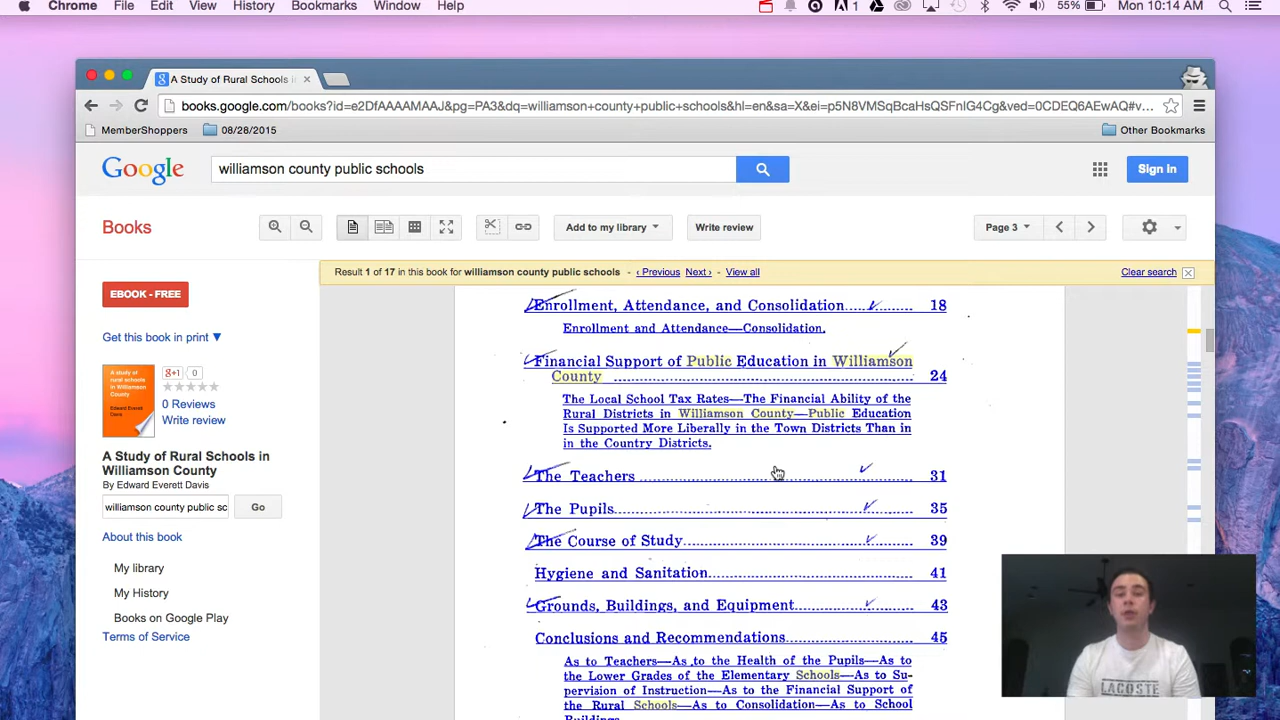 Chrome File Edit View History Bookmarks Window Help 1 55% Mon 10:14 AM
A Study of Rural Schools i
books.google.com/books?id=e2DfAAAAMAAJ&pg=PA3&dq=williamson+county+public+schools&hl=en&sa=X&ei=p5N8VMSqBcaHsQSFnIG4Cg&ved=0CDEQ6AEwAQ#v...
MemberShoppers 08/28/2015 Other Bookmarks
Google williamson county public schools Sign in
Books Add to my library Write review Page 3
Result 1 of 17 in this book for williamson county public schools - ‹ Previous Next › - View all Clear search
EBOOK - FREE
Get this book in print ▼
A study of
rural schools
in Williamson
County
Edward Everett
Davis
g+1 0
0 Reviews
Write review
A Study of Rural Schools in
Williamson County
By Edward Everett Davis
williamson county public sc Go
About this book
My library
My History
Books on Google Play
Terms of Service
Enrollment, Attendance, and Consolidation 18
Enrollment and Attendance—Consolidation.
Financial Support of Public Education in Williamson
County 24
The Local School Tax Rates—The Financial Ability of the
Rural Districts in Williamson County—Public Education
Is Supported More Liberally in the Town Districts Than in
in the Country Districts.
The Teachers 31
The Pupils 35
The Course of Study 39
Hygiene and Sanitation 41
Grounds, Buildings, and Equipment 43
Conclusions and Recommendations 45
As to Teachers—As to the Health of the Pupils—As to
the Lower Grades of the Elementary Schools—As to Su-
pervision of Instruction—As to the Financial Support of
the Rural Schools—As to Consolidation—As to School
Buildings.
LACOSTE